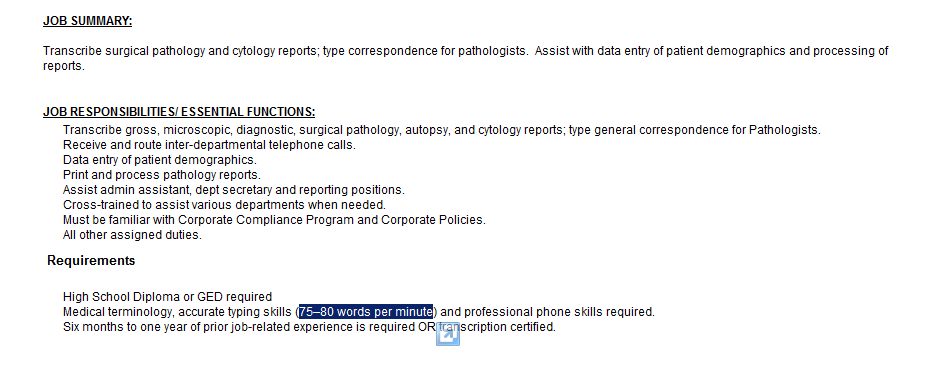 JOB SUMMARY:
Transcribe surgical pathology and cytology reports; type correspondence for pathologists.  Assist with data entry of patient demographics and processing of
reports.
JOB RESPONSIBILITIES/ ESSENTIAL FUNCTIONS:
Transcribe gross, microscopic, diagnostic, surgical pathology, autopsy, and cytology reports; type general correspondence for Pathologists.
Receive and route inter-departmental telephone calls.
Data entry of patient demographics.
Print and process pathology reports.
Assist admin assistant, dept secretary and reporting positions.
Cross-trained to assist various departments when needed.
Must be familiar with Corporate Compliance Program and Corporate Policies.
All other assigned duties.
Requirements
High School Diploma or GED required
Medical terminology, accurate typing skills (75–80 words per minute) and professional phone skills required.
Six months to one year of prior job-related experience is required OR transcription certified.